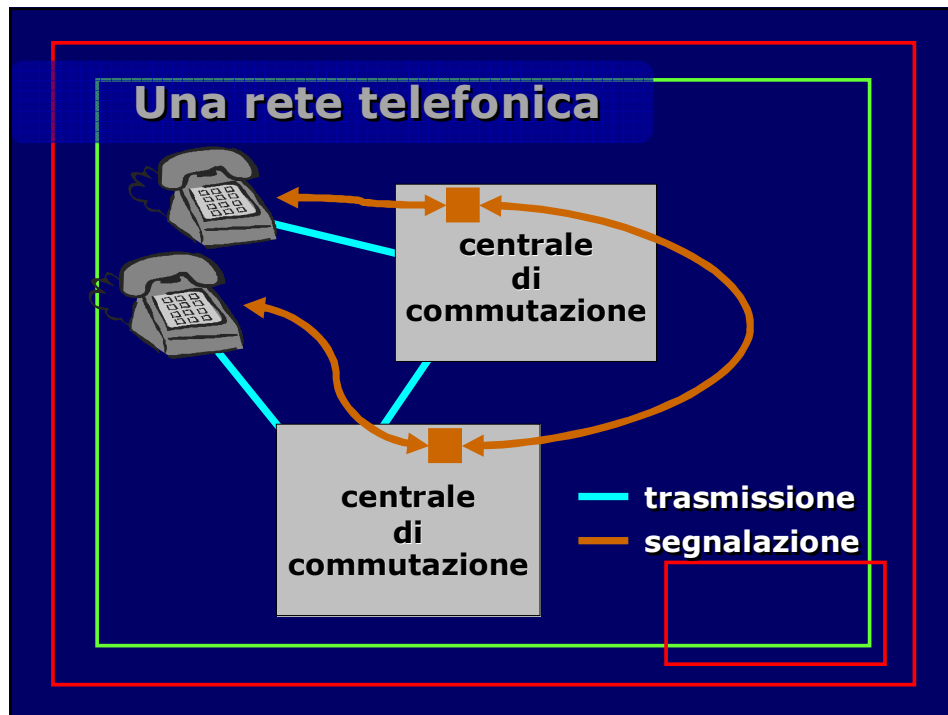 Una rete telefonica
centrale
di
commutazione
centrale
di
commutazione
trasmissione
segnalazione